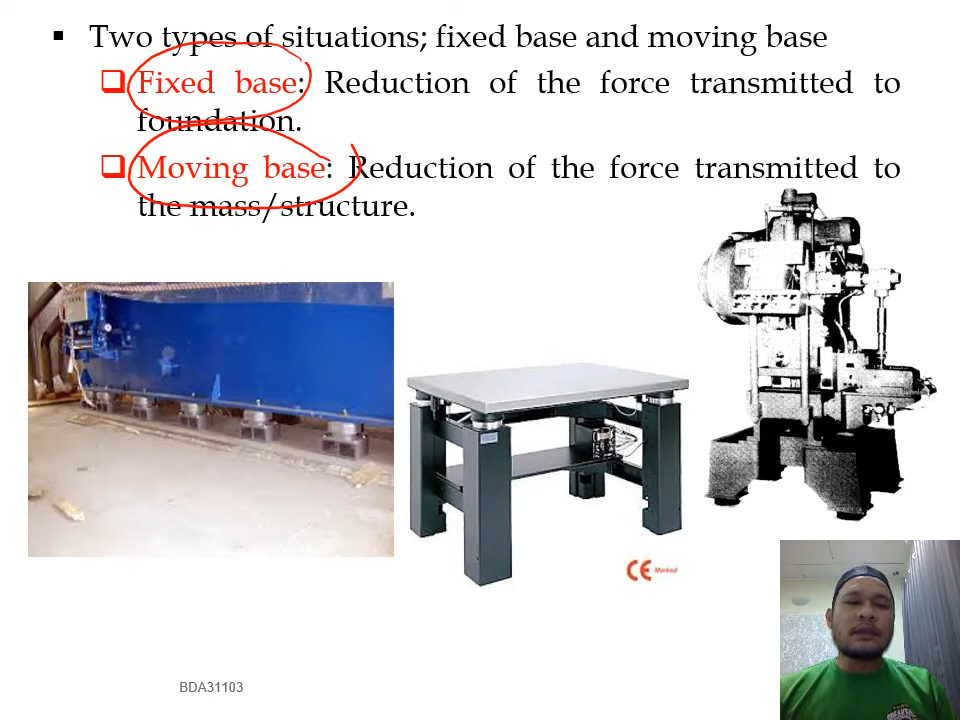 ▪ Two types of situations; fixed base and moving base
❑ Fixed base: Reduction of the force transmitted to
foundation.
❑ Moving base: Reduction of the force transmitted to
the mass/structure.
CE Marked
BDA31103